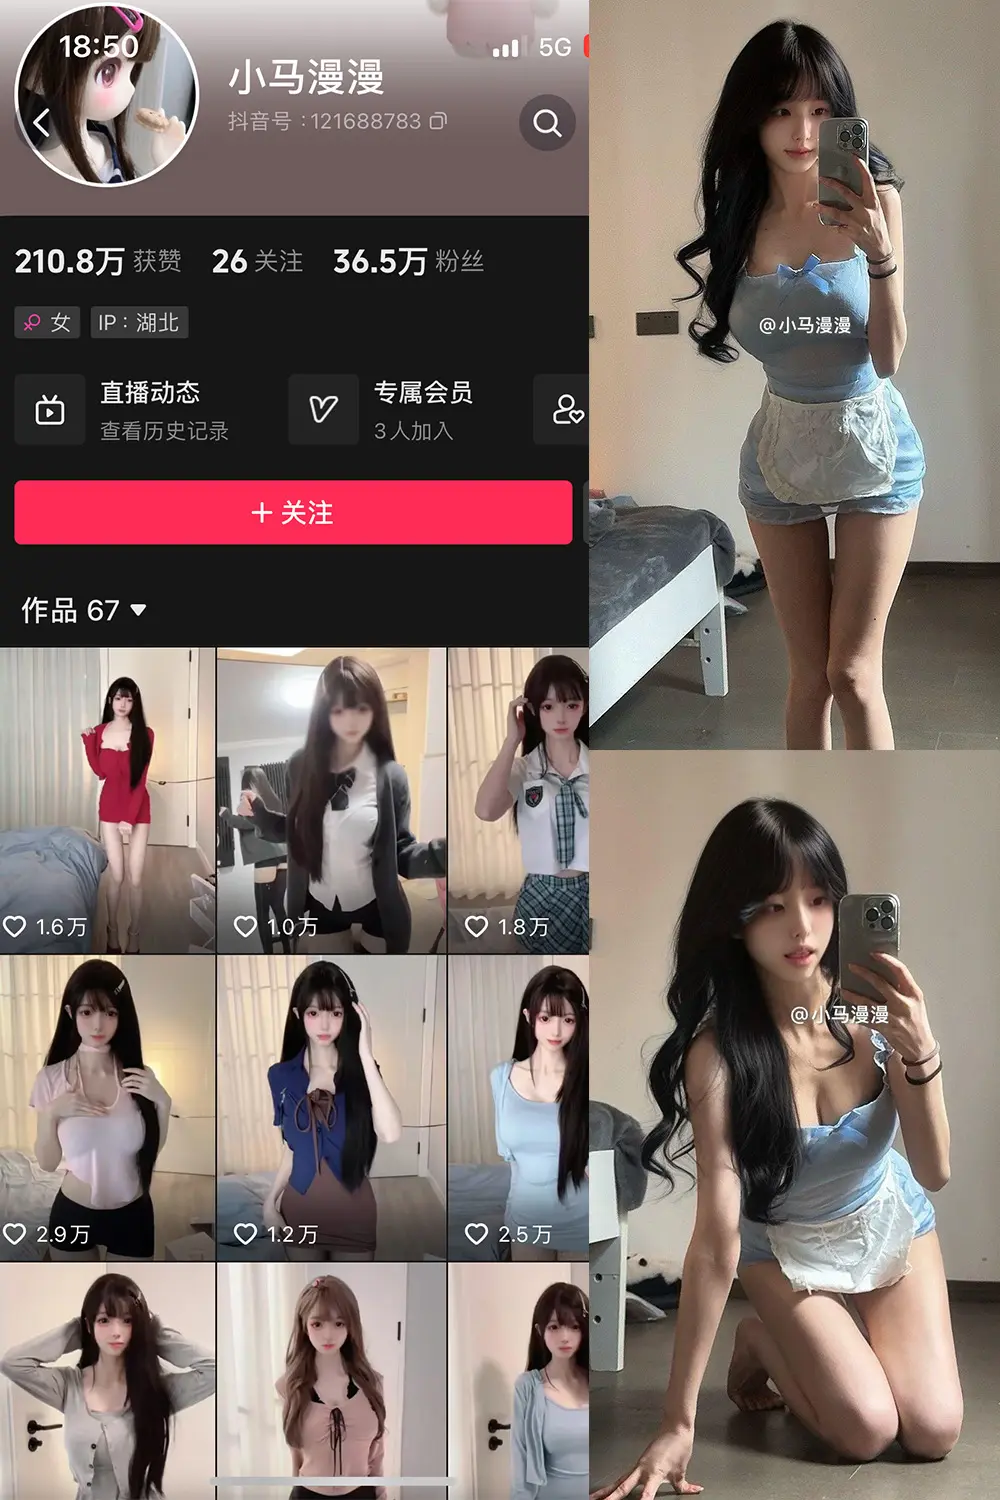 18:50
5G
小马漫漫
抖音号：121688783
210.8万 获赞 26 关注 36.5万 粉丝
女 IP：湖北
直播动态
查看历史记录
专属会员
3人加入
+ 关注
作品 67
1.6万
1.0万
1.8万
2.9万
1.2万
2.5万
@小马漫漫
@小马漫漫